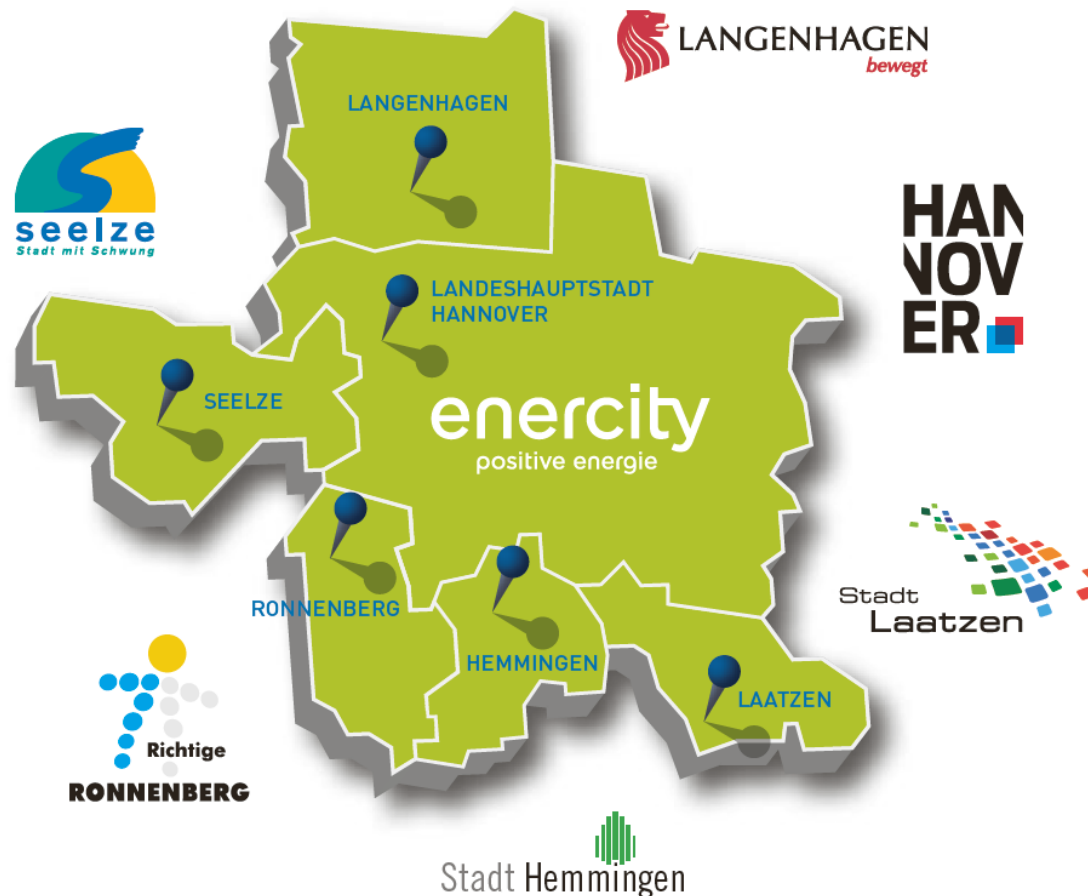 LANGENHAGEN
bewegt
LANGENHAGEN
seelze
Stadt mit Schwung
HAN
NOV
ER
LANDESHAUPTSTADT
HANNOVER
SEELZE
enercity
positive energie
Stadt
Laatzen
RONNENBERG
HEMMINGEN
LAATZEN
Richtige
RONNENBERG
Stadt Hemmingen